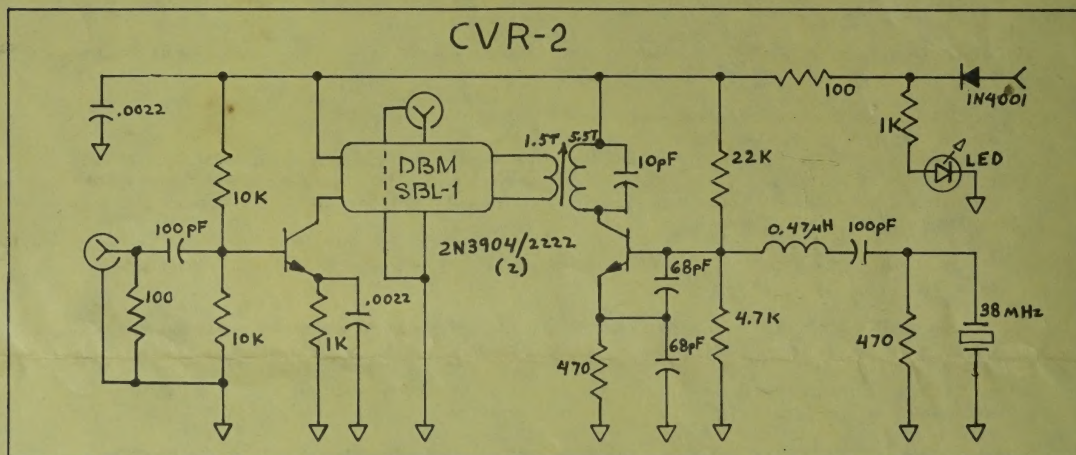 CVR-2
.0022
10K
100pF
100
10K
1K
.0022
DBM
SBL-1
1.5T
5.5T
10pF
2N3904/2222
(2)
68pF
68pF
470
22K
4.7K
0.47µH
100pF
470
38MHz
100
1K
1N4001
LED